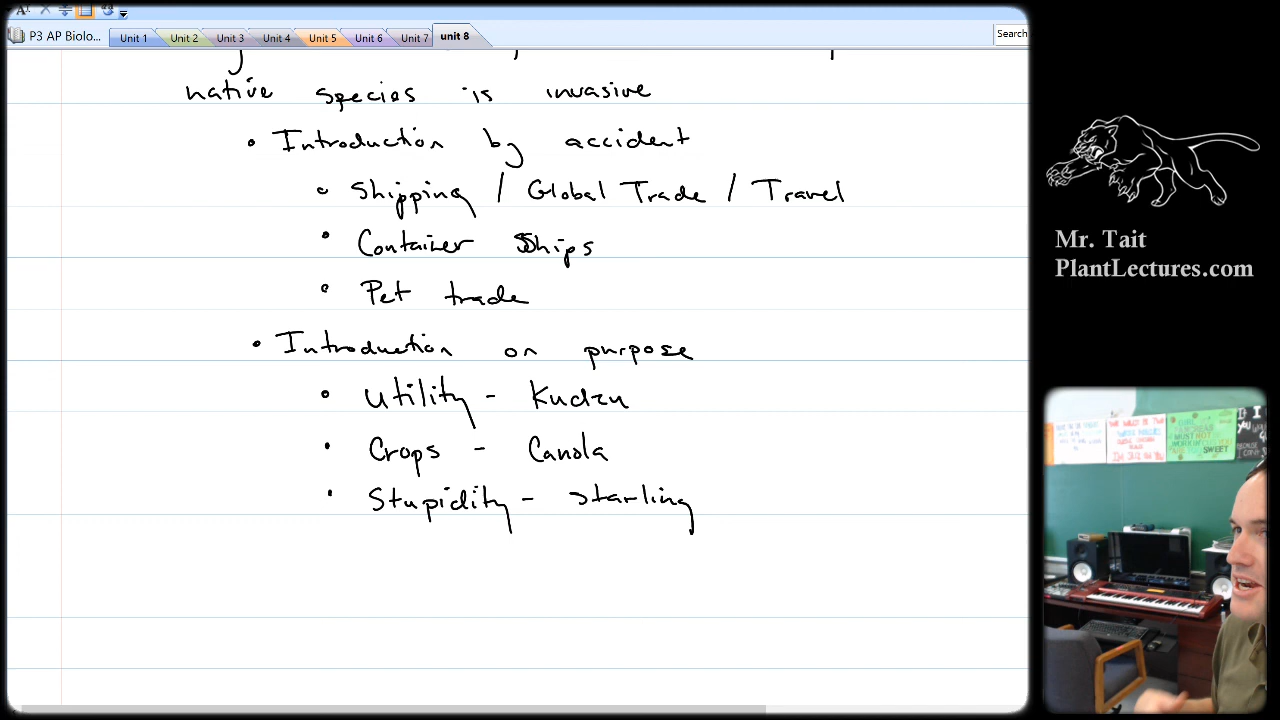 P3 AP Biolo...
Unit 1
Unit 2
Unit 3
Unit 4
Unit 5
Unit 6
Unit 7
unit 8
Search
native species is invasive
• Introduction by accident
• Shipping / Global Trade / Travel
• Container Ships
• Pet trade
• Introduction on purpose
• Utility - Kudzu
• Crops - Canola
• Stupidity - starling
Mr. Tait
PlantLectures.com
SWEET